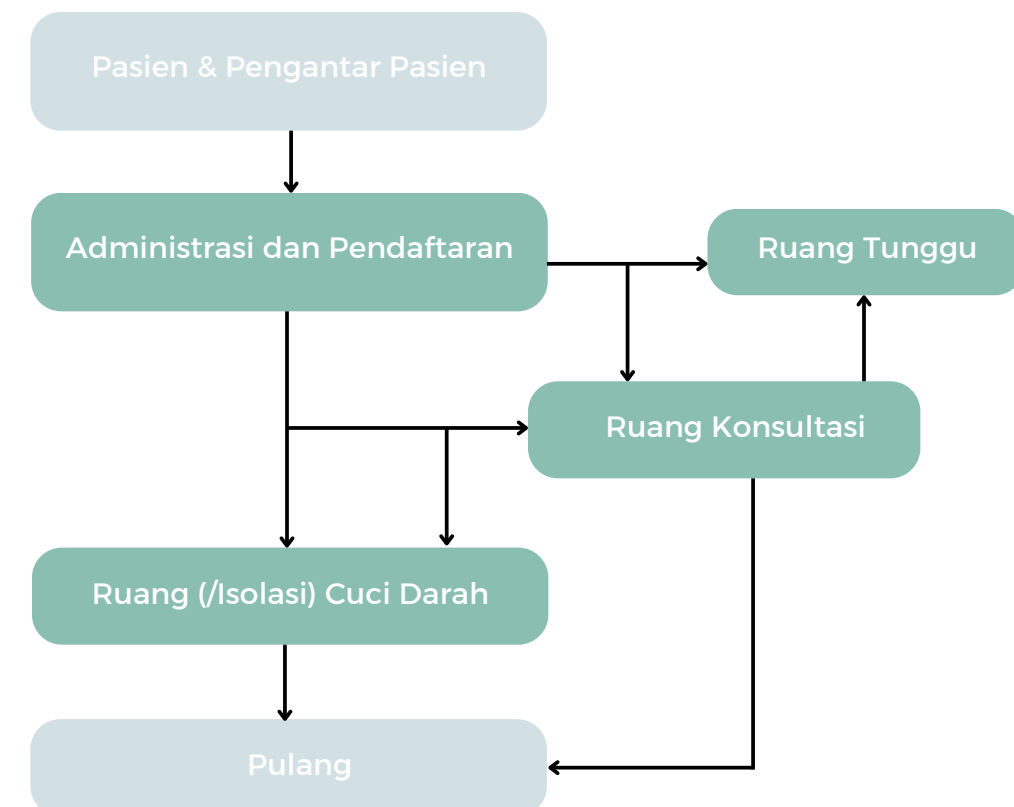 Pasien & Pengantar Pasien
Administrasi dan Pendaftaran
Ruang Tunggu
Ruang Konsultasi
Ruang (/Isolasi) Cuci Darah
Pulang